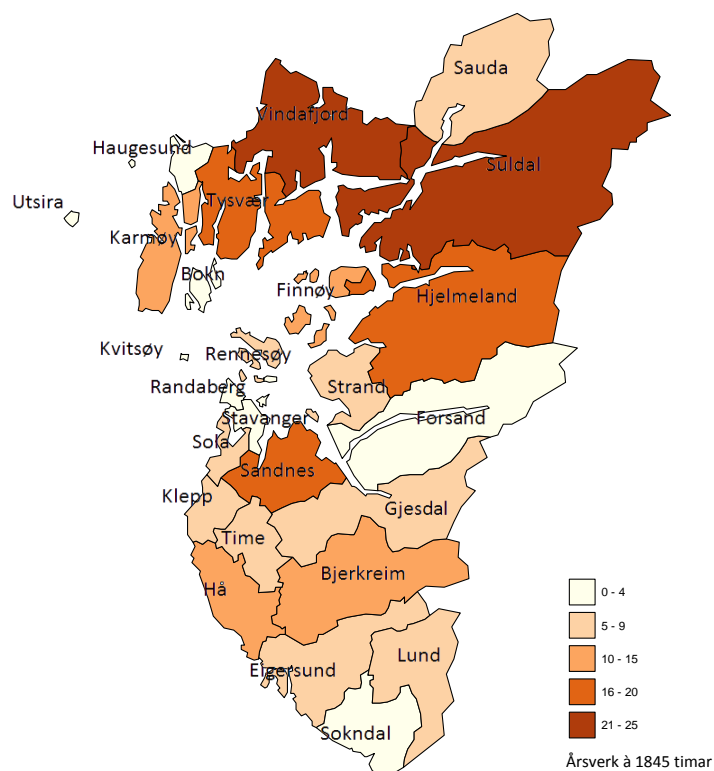 Sauda
Vindafjord
Haugesund
Suldal
Utsira
Tysvær
Karmøy
Bokn
Finnøy
Hjelmeland
Kvitsøy
Rennesøy
Randaberg
Strand
Stavanger
Forsand
Sola
Sandnes
Klepp
Gjesdal
Time
Bjerkreim
Hå
Lund
Eigersund
Sokndal
0 - 4
5 - 9
10 - 15
16 - 20
21 - 25
Årsverk à 1845 timar